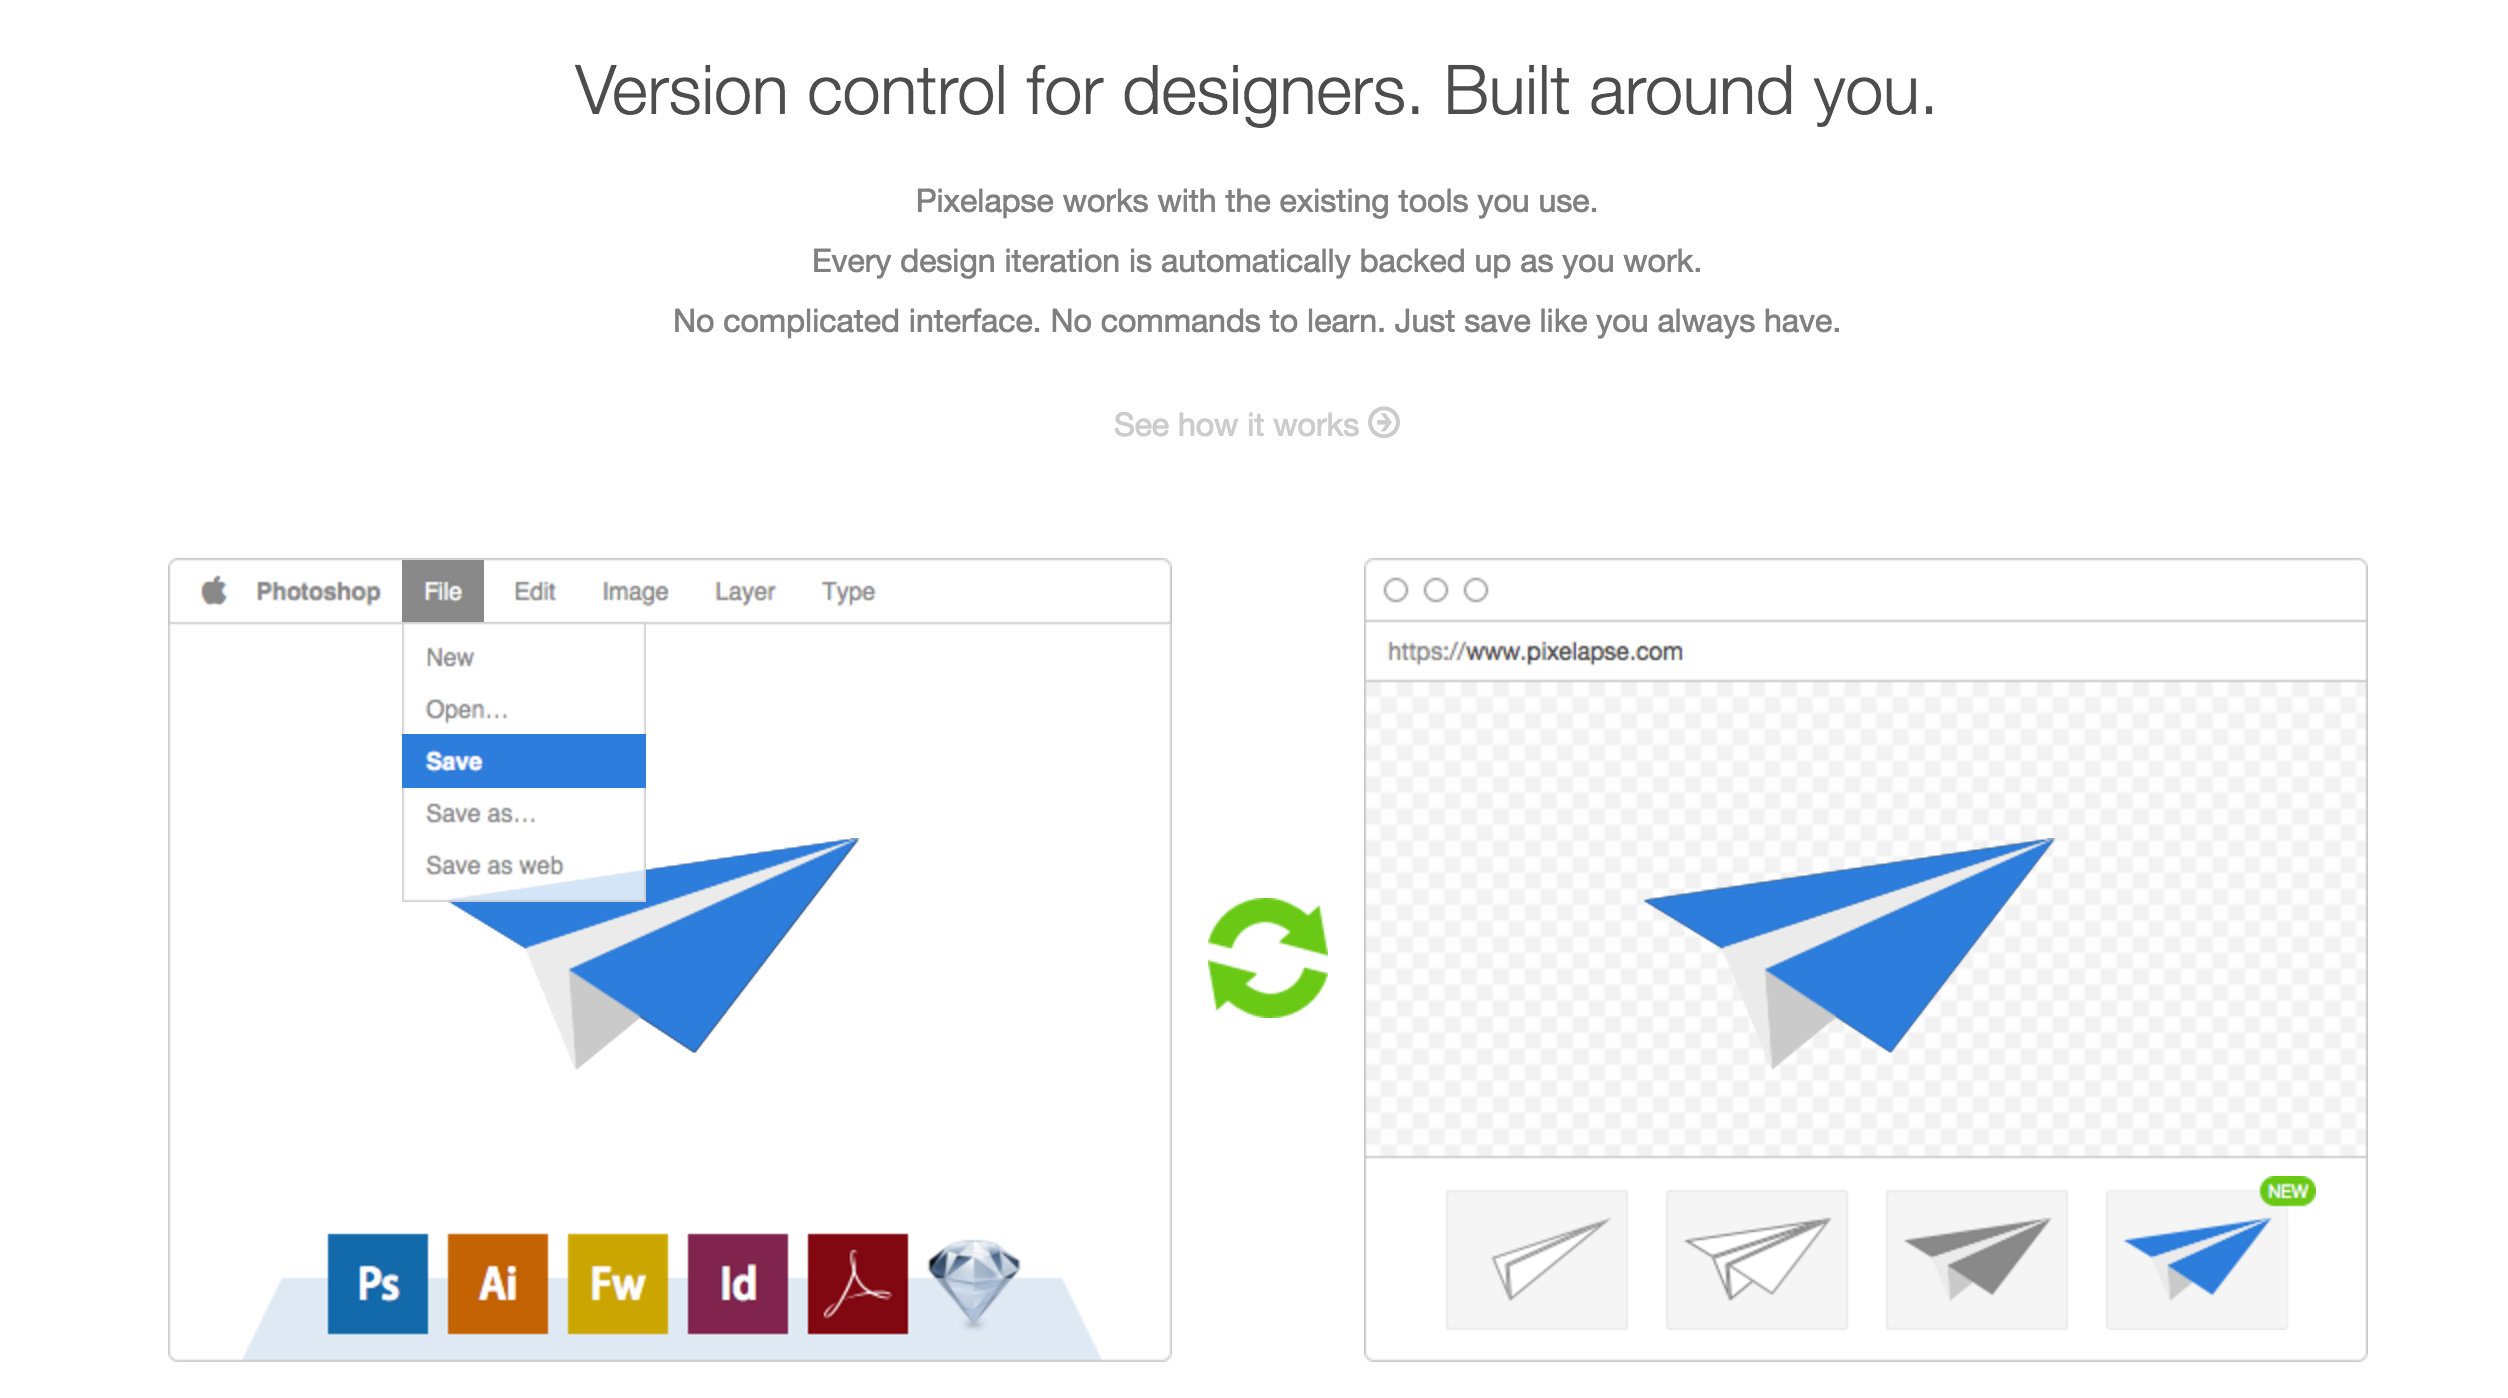 Version control for designers. Built around you.
Pixelapse works with the existing tools you use.
Every design iteration is automatically backed up as you work.
No complicated interface. No commands to learn. Just save like you always have.
See how it works
Photoshop File Edit Image Layer Type
New
Open...
Save
Save as...
Save as web
Ps Ai Fw Id
https://www.pixelapse.com
NEW